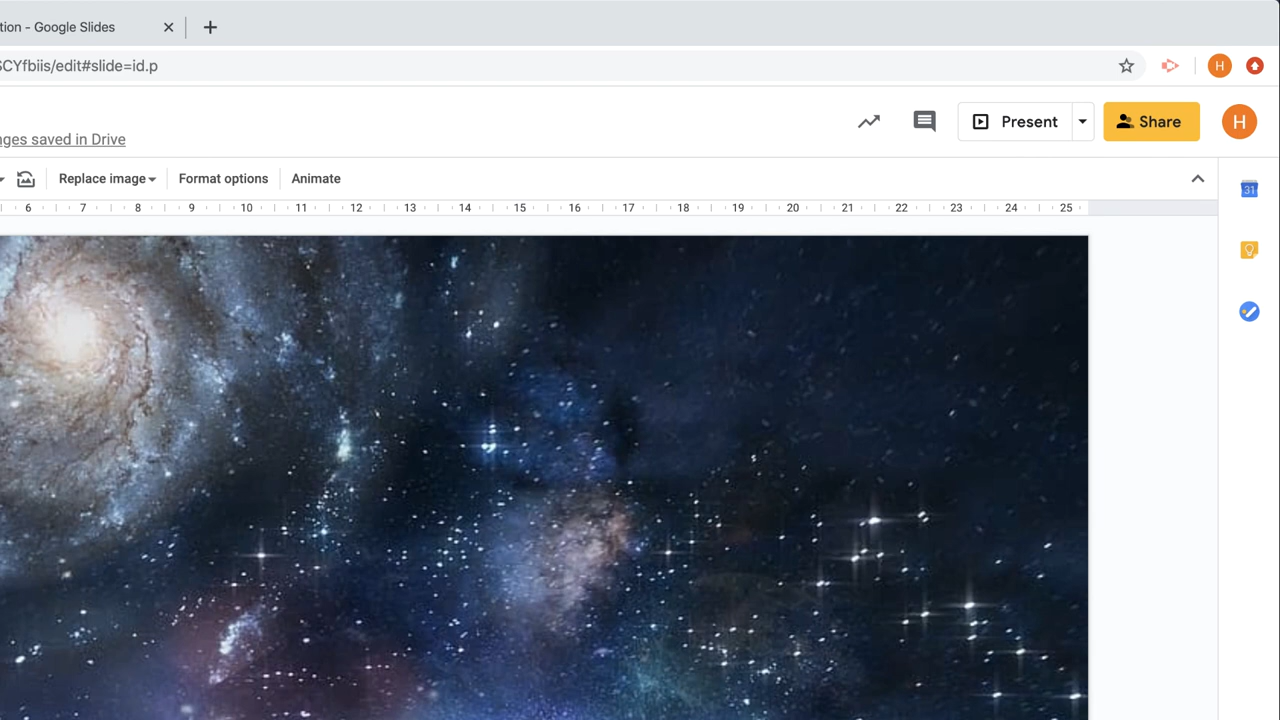 tion - Google Slides
SCYfbiis/edit#slide=id.p
H
nges saved in Drive
Present
Share
H
Replace image
Format options
Animate
6 7 8 9 10 11 12 13 14 15 16 17 18 19 20 21 22 23 24 25
31